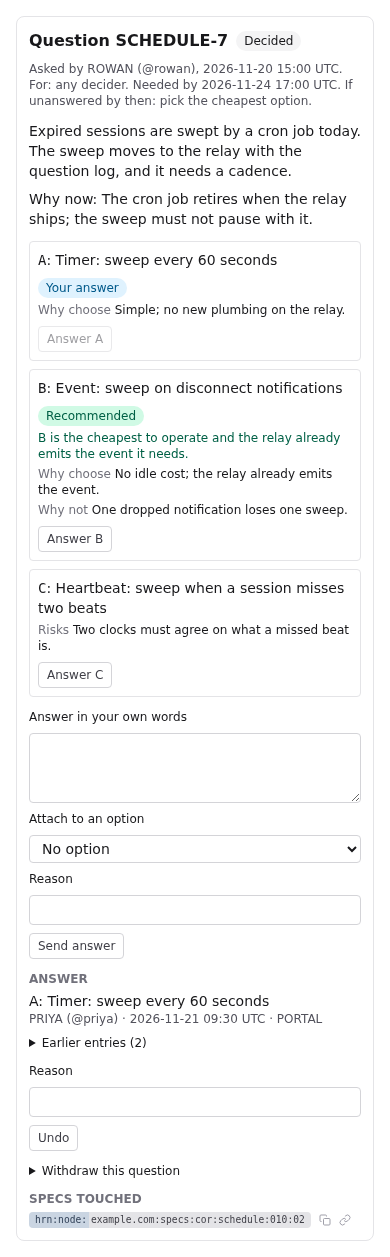 Question SCHEDULE-7 Decided
Asked by ROWAN (@rowan), 2026-11-20 15:00 UTC.
For: any decider. Needed by 2026-11-24 17:00 UTC. If
unanswered by then: pick the cheapest option.
Expired sessions are swept by a cron job today.
The sweep moves to the relay with the
question log, and it needs a cadence.
Why now: The cron job retires when the relay
ships; the sweep must not pause with it.
A: Timer: sweep every 60 seconds
Your answer
Why choose Simple; no new plumbing on the relay.
Answer A
B: Event: sweep on disconnect notifications
Recommended
B is the cheapest to operate and the relay already
emits the event it needs.
Why choose No idle cost; the relay already emits
the event.
Why not One dropped notification loses one sweep.
Answer B
C: Heartbeat: sweep when a session misses
two beats
Risks Two clocks must agree on what a missed beat
is.
Answer C
Answer in your own words
Attach to an option
No option
Reason
Send answer
ANSWER
A: Timer: sweep every 60 seconds
PRIYA (@priya) · 2026-11-21 09:30 UTC · PORTAL
Earlier entries (2)
Reason
Undo
Withdraw this question
SPECS TOUCHED
hrn:node: example.com:specs:cor:schedule:010:02